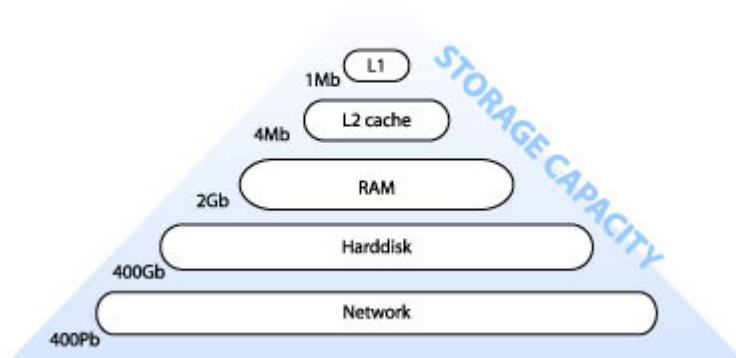 L1
1Mb
STORAGE CAPACITY
L2 cache
4Mb
RAM
2Gb
Harddisk
400Gb
Network
400Pb